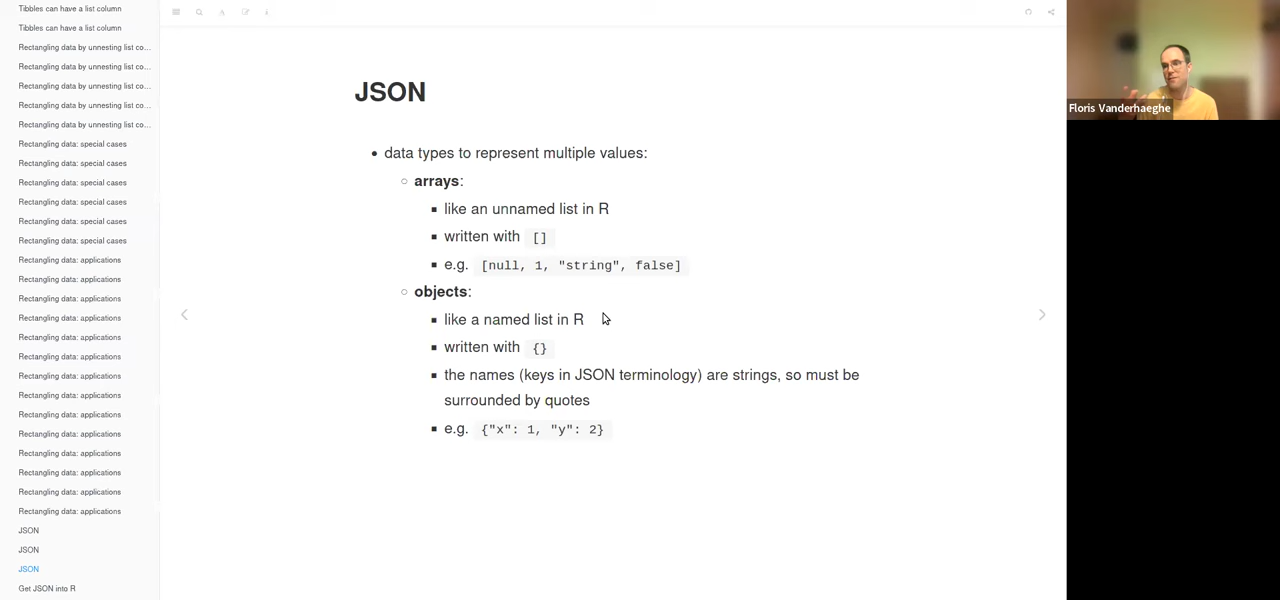 Tibbles can have a list column
Tibbles can have a list column
Rectangling data by unnesting list co...
Rectangling data by unnesting list co...
Rectangling data by unnesting list co...
Rectangling data by unnesting list co...
Rectangling data by unnesting list co...
Rectangling data: special cases
Rectangling data: special cases
Rectangling data: special cases
Rectangling data: special cases
Rectangling data: special cases
Rectangling data: special cases
Rectangling data: applications
Rectangling data: applications
Rectangling data: applications
Rectangling data: applications
Rectangling data: applications
Rectangling data: applications
Rectangling data: applications
Rectangling data: applications
Rectangling data: applications
Rectangling data: applications
Rectangling data: applications
Rectangling data: applications
Rectangling data: applications
Rectangling data: applications
JSON
JSON
JSON
Get JSON into R
JSON
• data types to represent multiple values:
○ arrays:
▪ like an unnamed list in R
▪ written with []
▪ e.g. [null, 1, "string", false]
○ objects:
▪ like a named list in R
▪ written with {}
▪ the names (keys in JSON terminology) are strings, so must be
surrounded by quotes
▪ e.g. {"x": 1, "y": 2}
Floris Vanderhaeghe